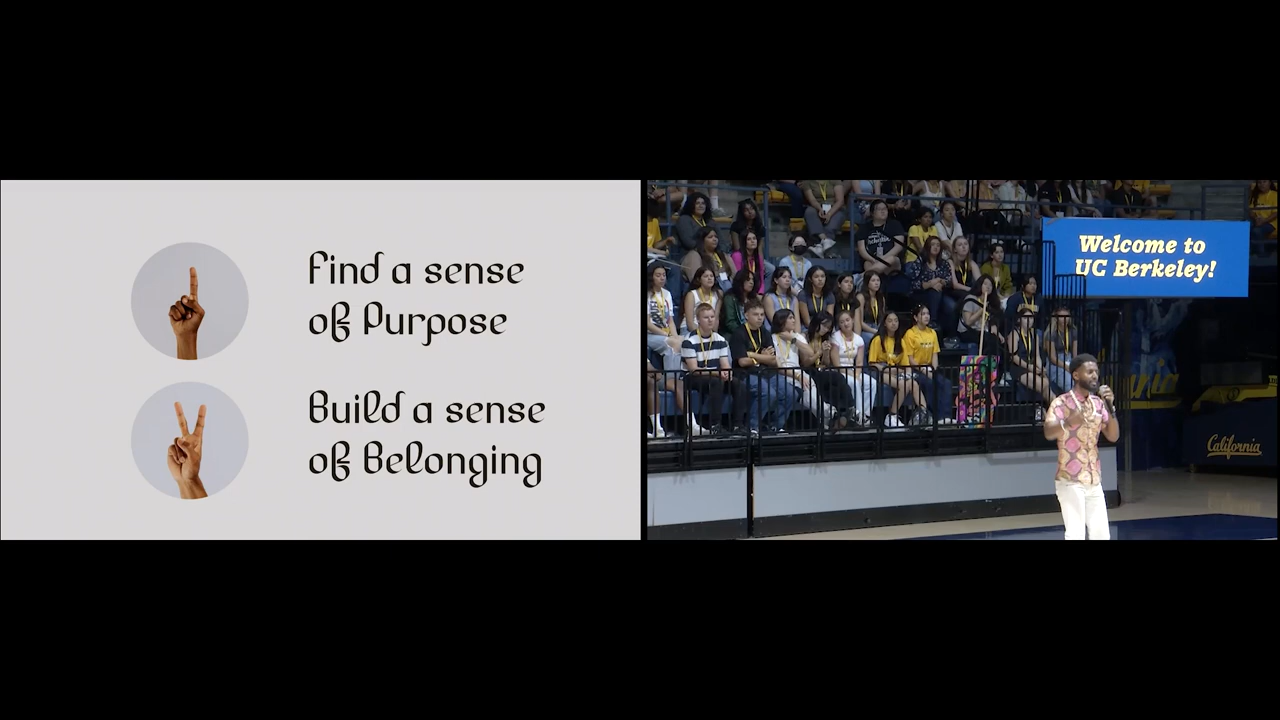 Find a sense
of Purpose
Build a sense
of Belonging
Welcome to
UC Berkeley!
California